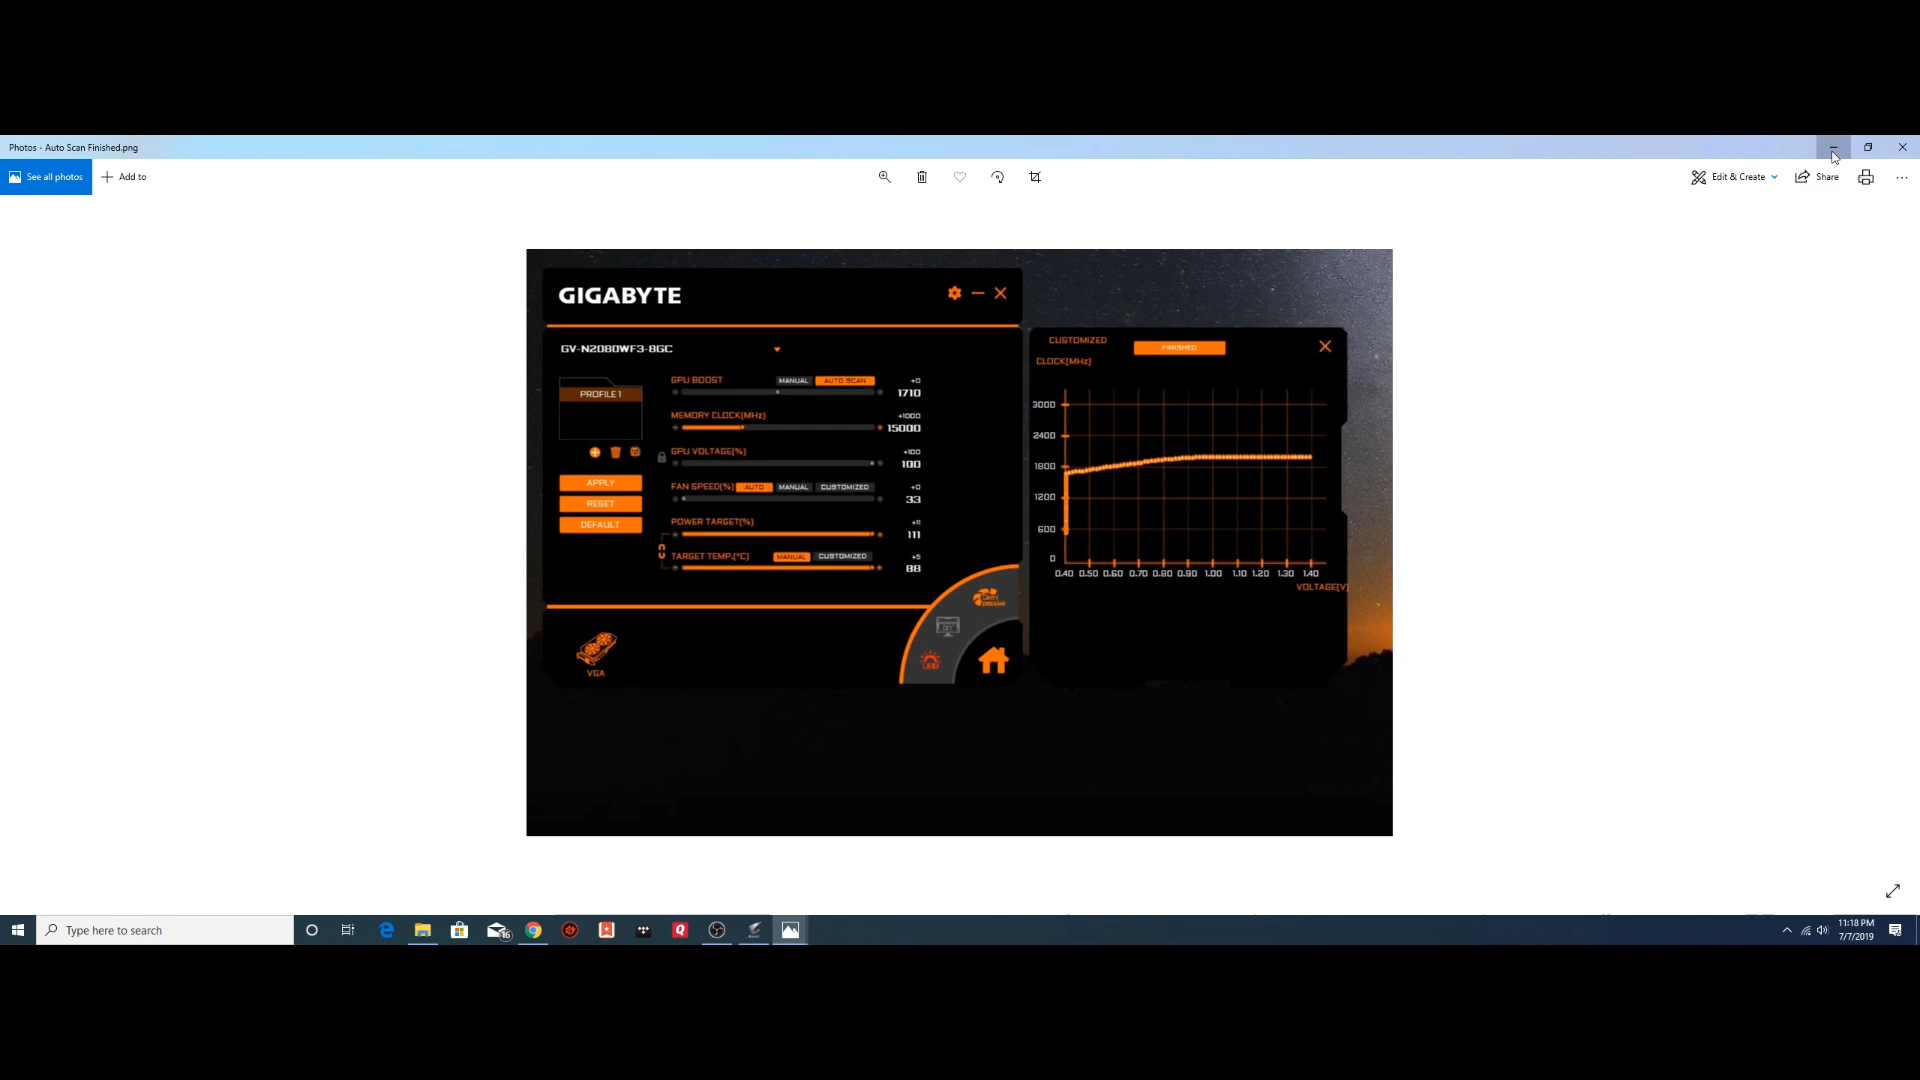 Photos - Auto Scan Finished.png
See all photos
Add to
Edit & Create
Share
GIGABYTE
GV-N2080WF3-8GC
PROFILE 1
APPLY
RESET
DEFAULT
GPU BOOST MANUAL AUTO SCAN +0
1710
MEMORY CLOCK(MHz) +1000
15000
GPU VOLTAGE(%) +100
100
FAN SPEED(%) AUTO MANUAL CUSTOMIZED +0
33
POWER TARGET(%) +11
111
TARGET TEMP.(°C) MANUAL CUSTOMIZED +5
88
VGA
CUSTOMIZED
FINISHED
CLOCK(MHz)
3000
2400
1800
1200
600
0
0.40 0.50 0.60 0.70 0.80 0.90 1.00 1.10 1.20 1.30 1.40
VOLTAGE(V)
Type here to search
16
11:18 PM
7/7/2019